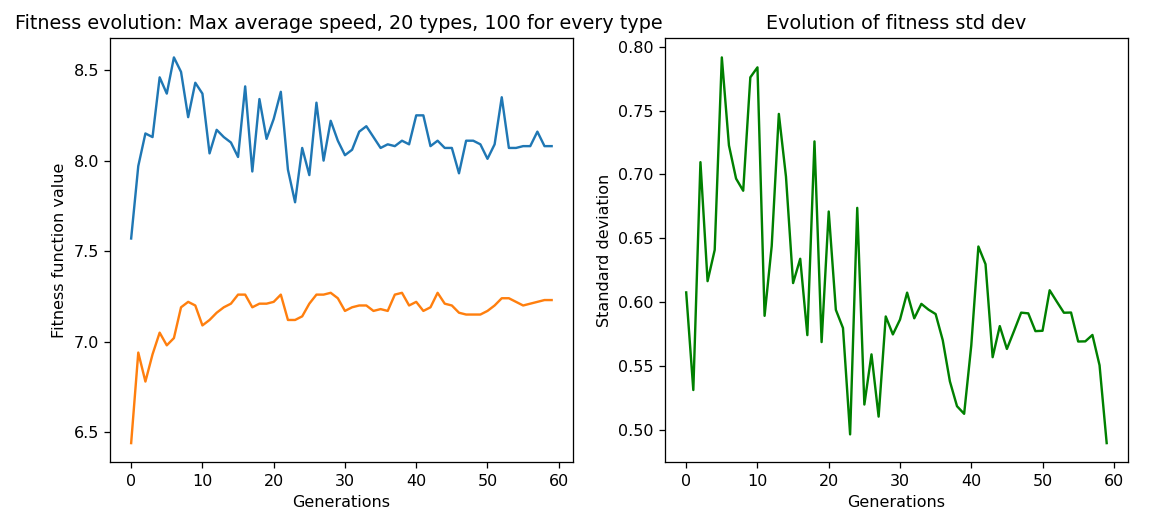 Fitness evolution: Max average speed, 20 types, 100 for every type
Fitness function value
8.5
8.0
7.5
7.0
6.5
0 10 20 30 40 50 60
Generations
Evolution of fitness std dev
Standard deviation
0.80
0.75
0.70
0.65
0.60
0.55
0.50
0 10 20 30 40 50 60
Generations